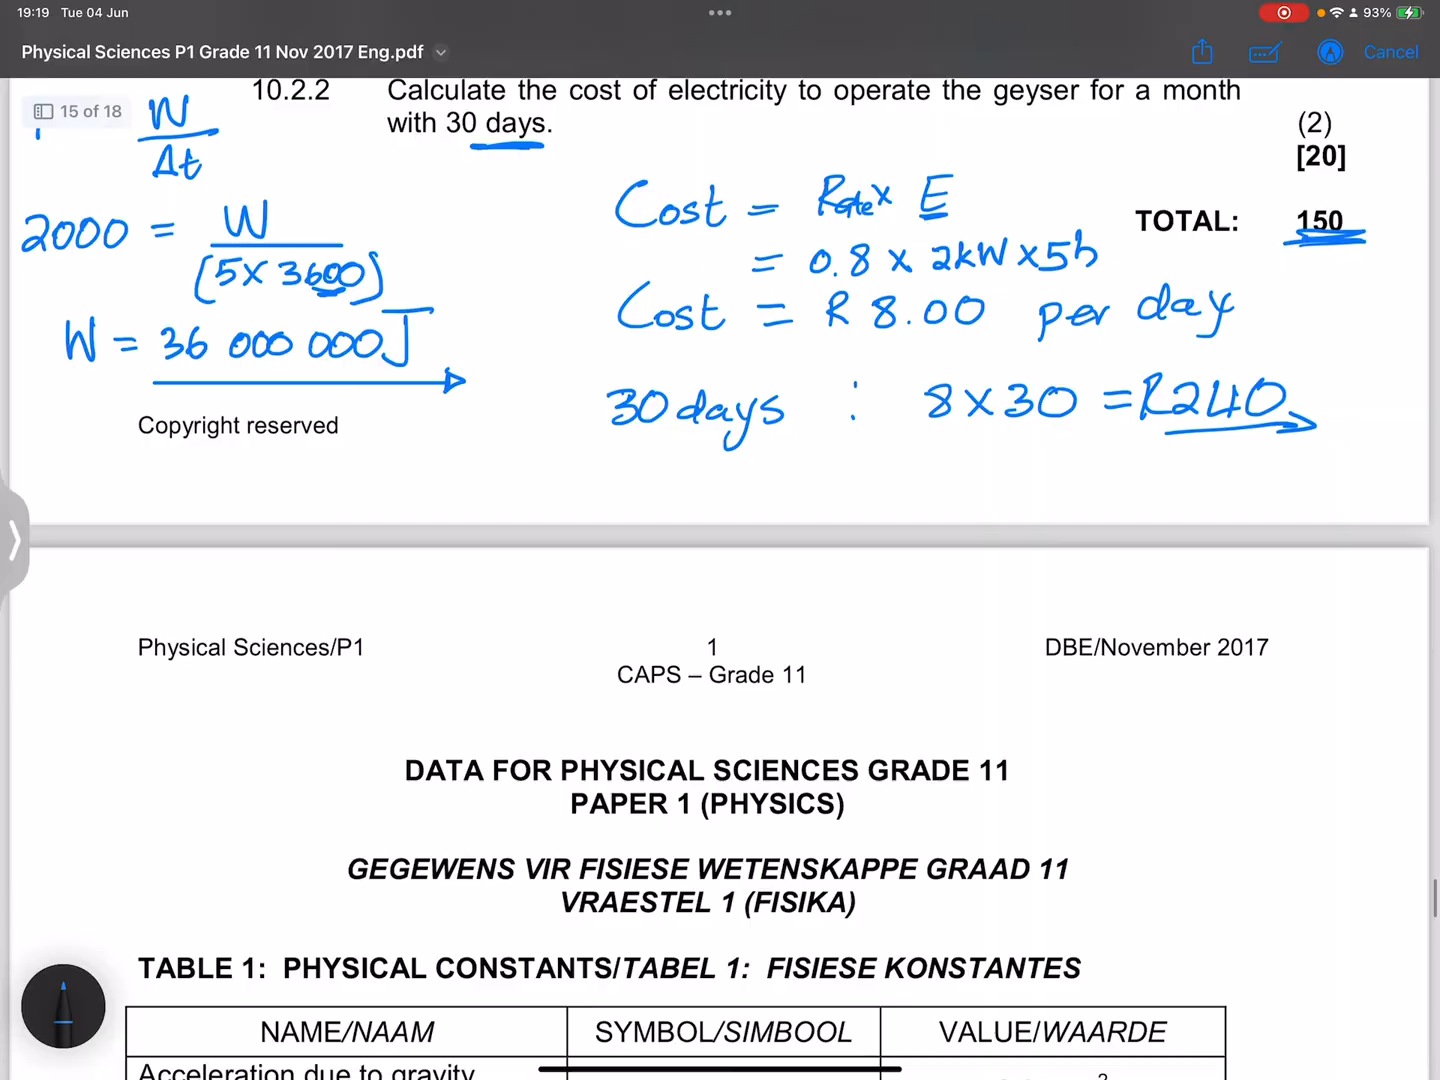 19:19 Tue 04 Jun
93%
Physical Sciences P1 Grade 11 Nov 2017 Eng.pdf
Cancel
15 of 18
10.2.2 Calculate the cost of electricity to operate the geyser for a month
with 30 days.
(2)
[20]
TOTAL: 150
W
Δt
2000 = W
(5 x 3600)
W = 36 000 000J
Cost = Rate x E
= 0.8 x 2kW x 5h
Cost = R 8.00 per day
30 days : 8 x 30 = R240
Copyright reserved
Physical Sciences/P1 1 DBE/November 2017
CAPS – Grade 11
DATA FOR PHYSICAL SCIENCES GRADE 11
PAPER 1 (PHYSICS)
GEGEWENS VIR FISIESE WETENSKAPPE GRAAD 11
VRAESTEL 1 (FISIKA)
TABLE 1: PHYSICAL CONSTANTS/TABEL 1: FISIESE KONSTANTES
NAME/NAAM SYMBOL/SIMBOOL VALUE/WAARDE
Acceleration due to gravity